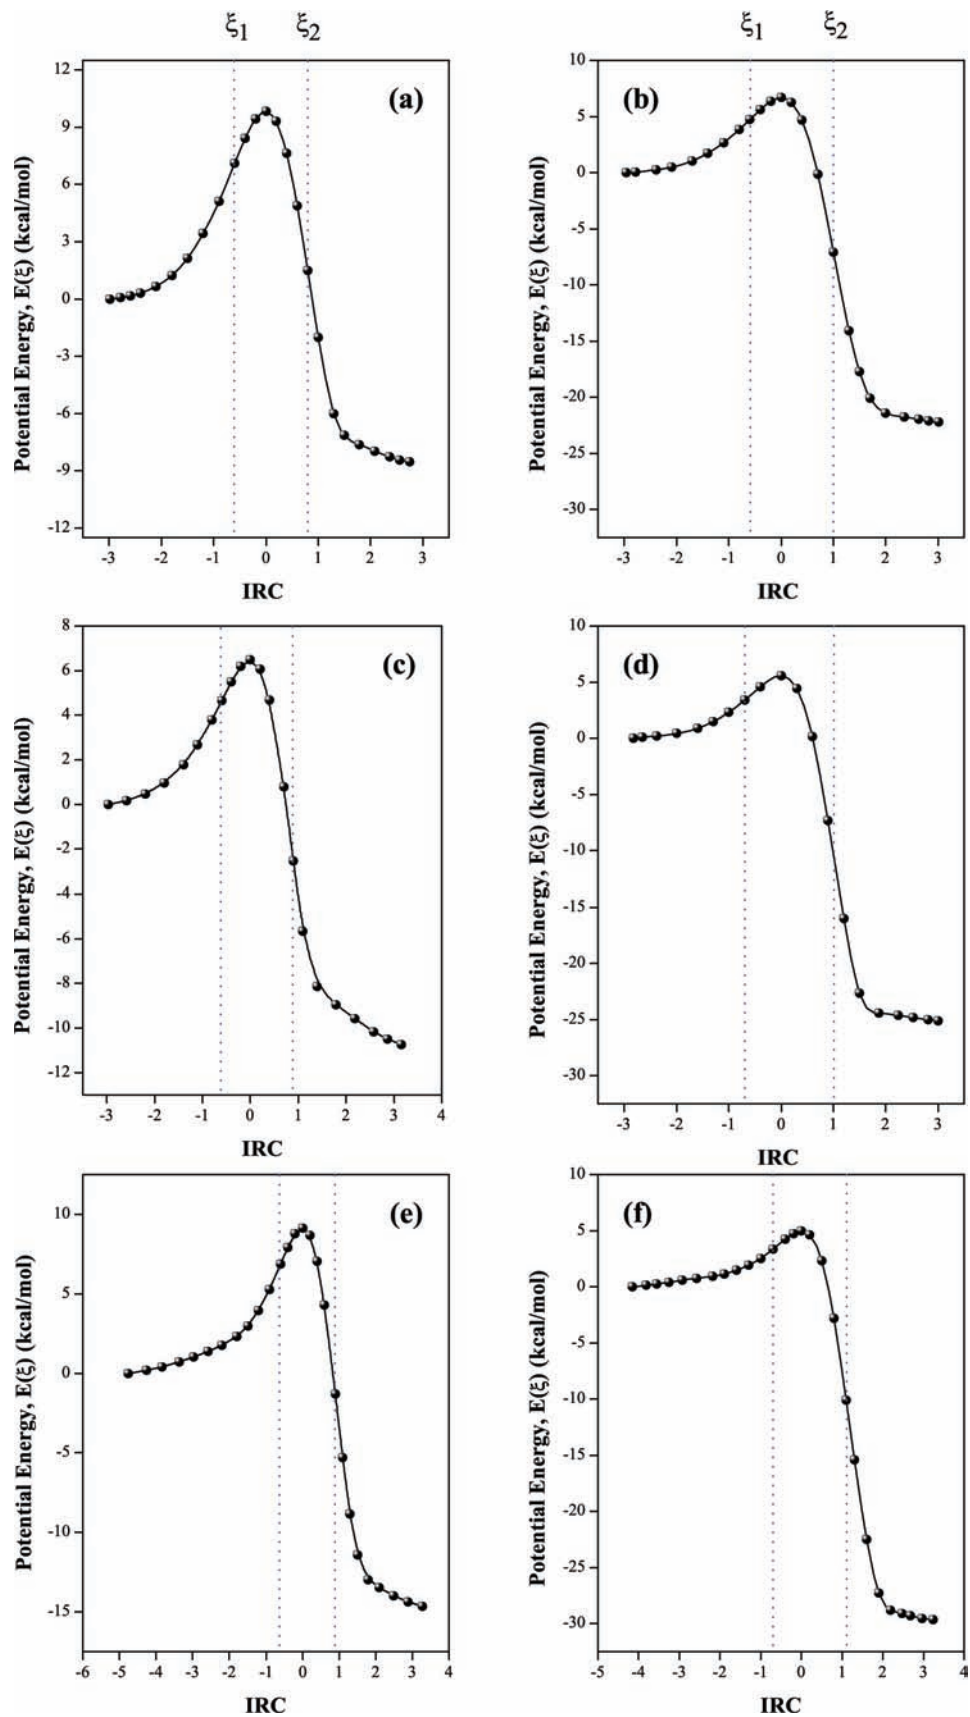 ξ1 ξ2 ξ1 ξ2
(a)
Potential Energy, E(ξ) (kcal/mol)
12
9
6
3
0
-3
-6
-9
-12
-3 -2 -1 0 1 2 3
IRC
(b)
Potential Energy, E(ξ) (kcal/mol)
10
5
0
-5
-10
-15
-20
-25
-30
-3 -2 -1 0 1 2 3
IRC
(c)
Potential Energy, E(ξ) (kcal/mol)
8
6
4
2
0
-2
-4
-6
-8
-10
-12
-3 -2 -1 0 1 2 3 4
IRC
(d)
Potential Energy, E(ξ) (kcal/mol)
10
5
0
-5
-10
-15
-20
-25
-30
-3 -2 -1 0 1 2 3
IRC
(e)
Potential Energy, E(ξ) (kcal/mol)
10
5
0
-5
-10
-15
-6 -5 -4 -3 -2 -1 0 1 2 3 4
IRC
(f)
Potential Energy, E(ξ) (kcal/mol)
10
5
0
-5
-10
-15
-20
-25
-30
-5 -4 -3 -2 -1 0 1 2 3 4
IRC